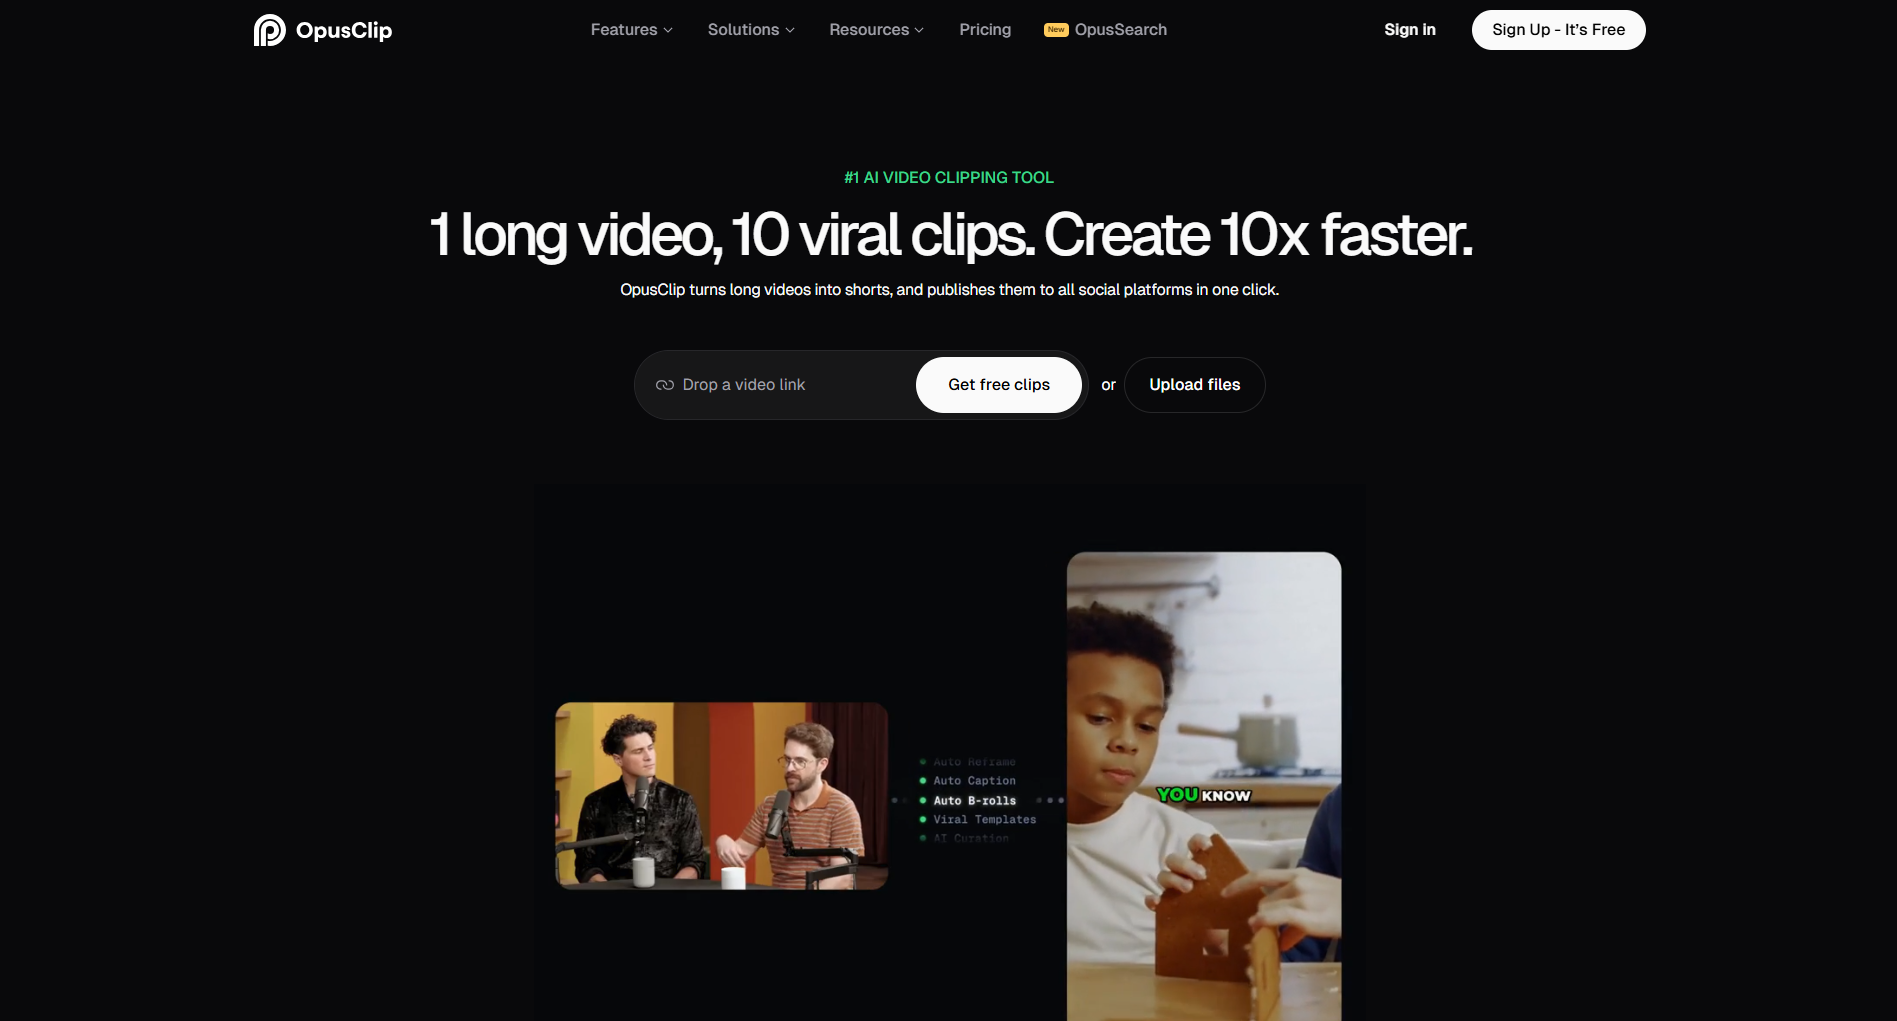 OpusClip
Features
Solutions
Resources
Pricing
New OpusSearch
Sign in
Sign Up - It's Free
#1 AI VIDEO CLIPPING TOOL
1 long video, 10 viral clips. Create 10x faster.
OpusClip turns long videos into shorts, and publishes them to all social platforms in one click.
Drop a video link
Get free clips
or
Upload files
Auto Reframe
Auto Caption
Auto B-rolls
Viral Templates
AI Curation
YOU KNOW